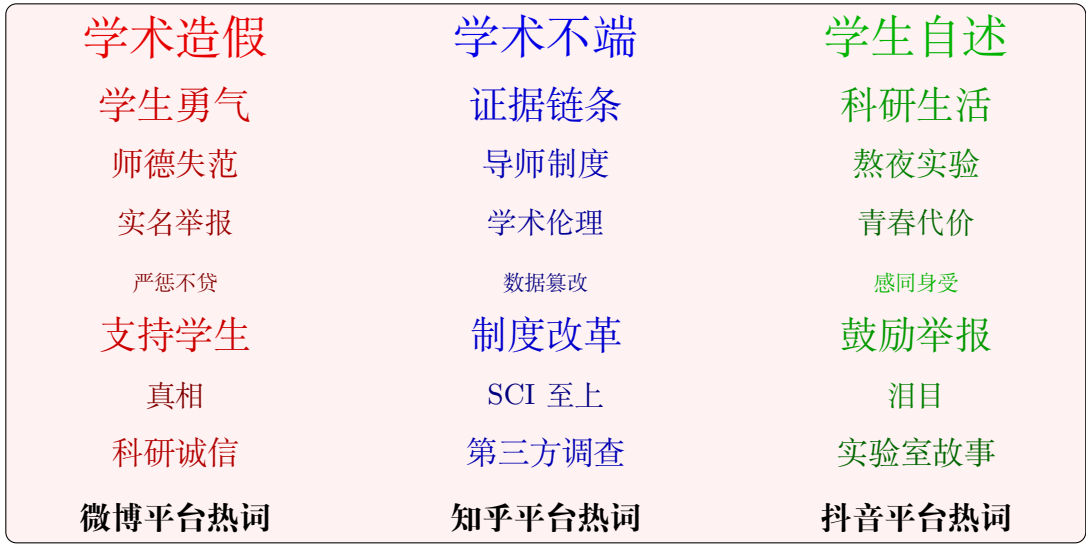 学术造假 学术不端 学生自述
学生勇气 证据链条 科研生活
师德失范 导师制度 熬夜实验
实名举报 学术伦理 青春代价
严惩不贷 数据篡改 感同身受
支持学生 制度改革 鼓励举报
真相 SCI 至上 泪目
科研诚信 第三方调查 实验室故事
微博平台热词 知乎平台热词 抖音平台热词